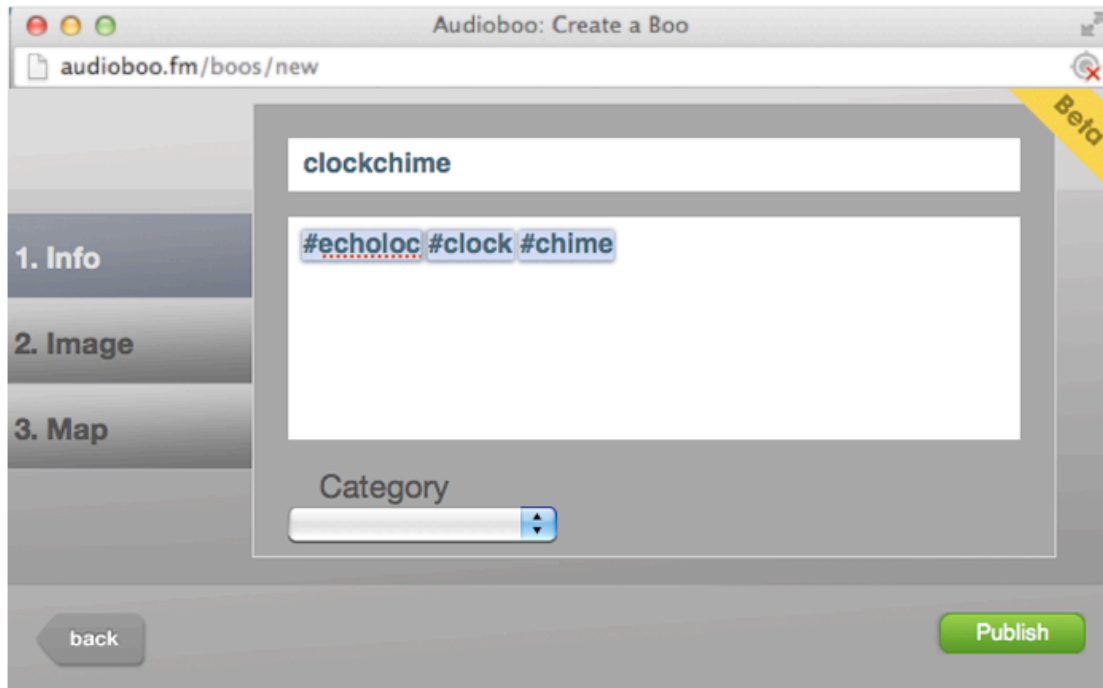 Audioboo: Create a Boo
audioboo.fm/boos/new
Beta
clockchime
#echoloc #clock #chime
1. Info
2. Image
3. Map
Category
back
Publish